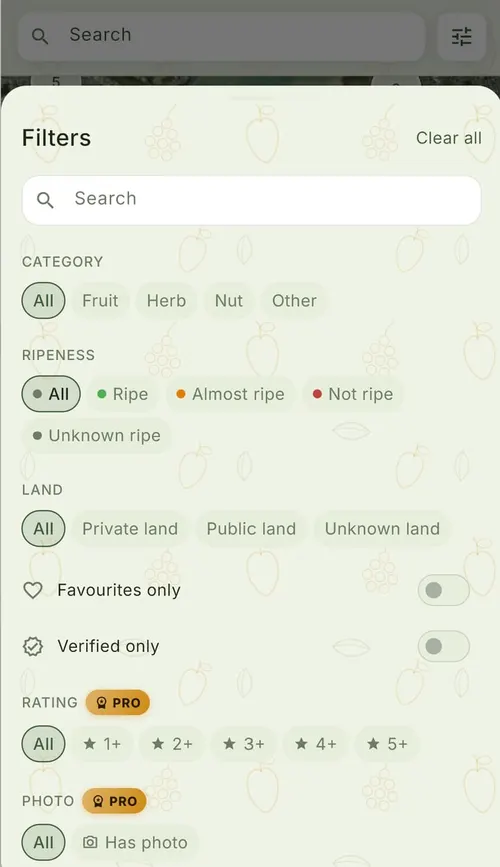 Search
5
Filters
Clear all
Search
CATEGORY
All Fruit Herb Nut Other
RIPENESS
All Ripe Almost ripe Not ripe
Unknown ripe
LAND
All Private land Public land Unknown land
Favourites only
Verified only
RATING PRO
All 1+ 2+ 3+ 4+ 5+
PHOTO PRO
All Has photo